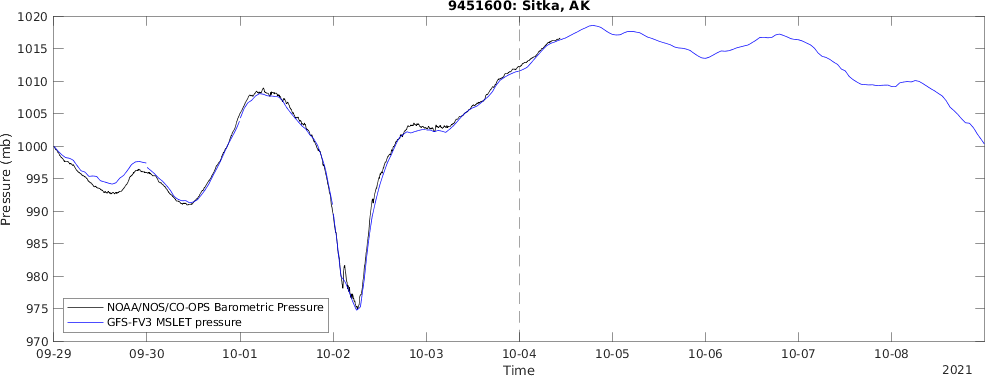 9451600: Sitka, AK
1020
1015
1010
1005
1000
995
990
985
980
975
970
Pressure (mb)
NOAA/NOS/CO-OPS Barometric Pressure
GFS-FV3 MSLET pressure
09-29 09-30 10-01 10-02 10-03 10-04 10-05 10-06 10-07 10-08
Time
2021